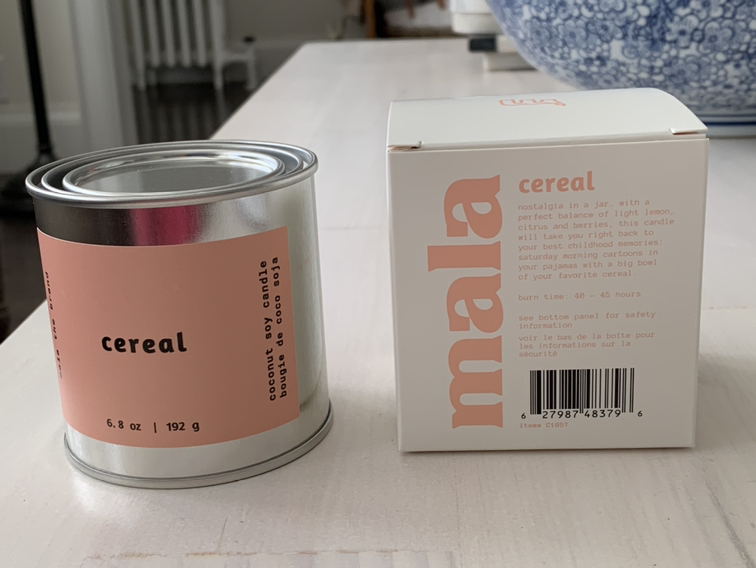 cereal
6.8 oz | 192 g
coconut soy candle
bougie de coco soja
mala
cereal
nostalgia in a jar, with a
perfect balance of light lemon,
citrus and berries, this candle
will take you right back to
your best childhood memories:
saturday morning cartoons in
your pajamas with a big bowl
of your favorite cereal
burn time: 40 - 45 hours
see bottom panel for safety
information
voir le bas de la boîte pour
les informations sur la
sécurité
6 27987 48379 6